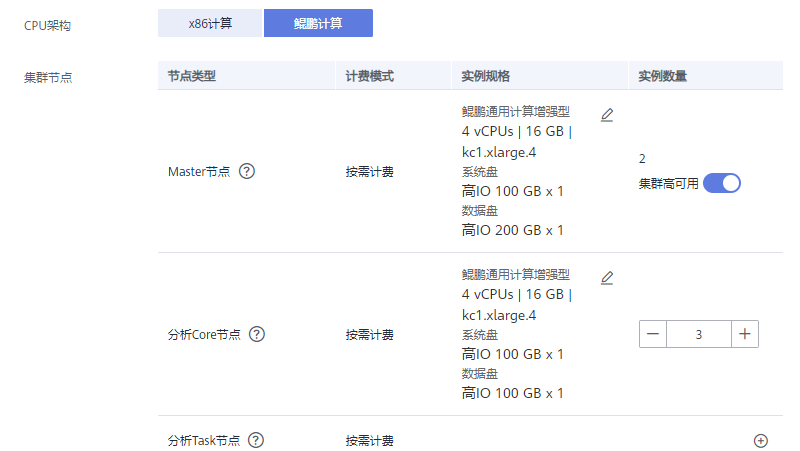 CPU架构
x86计算
鲲鹏计算
集群节点
节点类型
计费模式
实例规格
实例数量
Master节点
按需计费
鲲鹏通用计算增强型
4 vCPUs | 16 GB |
kc1.xlarge.4
系统盘
高IO 100 GB x 1
数据盘
高IO 200 GB x 1
2
集群高可用
分析Core节点
按需计费
鲲鹏通用计算增强型
4 vCPUs | 16 GB |
kc1.xlarge.4
系统盘
高IO 100 GB x 1
数据盘
高IO 100 GB x 1
3
分析Task节点
按需计费